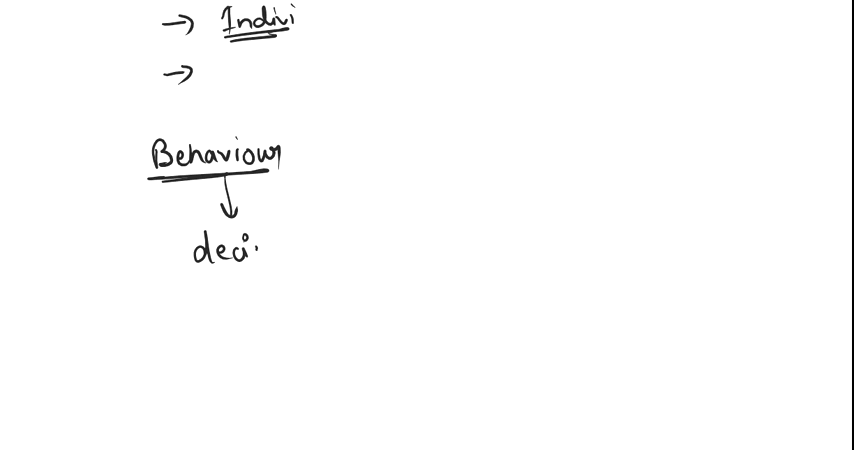 → Indivi
→
Behaviour
↓
deci